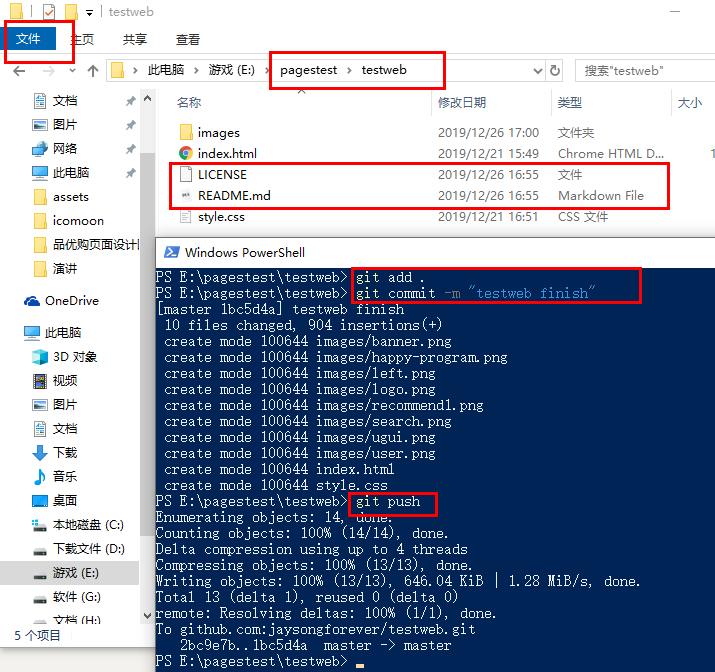 testweb
文件 主页 共享 查看
此电脑 › 游戏 (E:) › pagestest › testweb
搜索"testweb"
名称 修改日期 类型 大小
images 2019/12/26 17:00 文件夹
index.html 2019/12/21 15:49 Chrome HTML D... 1
LICENSE 2019/12/26 16:55 文件
README.md 2019/12/26 16:55 Markdown File
style.css 2019/12/21 16:51 CSS 文件
文档
图片
网络
此电脑
assets
icomoon
品优购页面设计
演讲
OneDrive
此电脑
3D 对象
视频
图片
文档
下载
音乐
桌面
本地磁盘 (C:)
下载文件 (D:)
游戏 (E:)
软件 (G:)
文档 (H:)
5 个项目
Windows PowerShell
PS E:\pagestest\testweb> git add .
PS E:\pagestest\testweb> git commit -m "testweb finish"
[master 1bc5d4a] testweb finish
10 files changed, 904 insertions(+)
create mode 100644 images/banner.png
create mode 100644 images/happy-program.png
create mode 100644 images/left.png
create mode 100644 images/logo.png
create mode 100644 images/recommend1.png
create mode 100644 images/search.png
create mode 100644 images/ugui.png
create mode 100644 images/user.png
create mode 100644 index.html
create mode 100644 style.css
PS E:\pagestest\testweb> git push
Enumerating objects: 14, done.
Counting objects: 100% (14/14), done.
Delta compression using up to 4 threads
Compressing objects: 100% (13/13), done.
Writing objects: 100% (13/13), 646.04 KiB | 1.28 MiB/s, done.
Total 13 (delta 1), reused 0 (delta 0)
remote: Resolving deltas: 100% (1/1), done.
To github.com:jaysongforever/testweb.git
2bc9e7b..1bc5d4a master -> master
PS E:\pagestest\testweb>